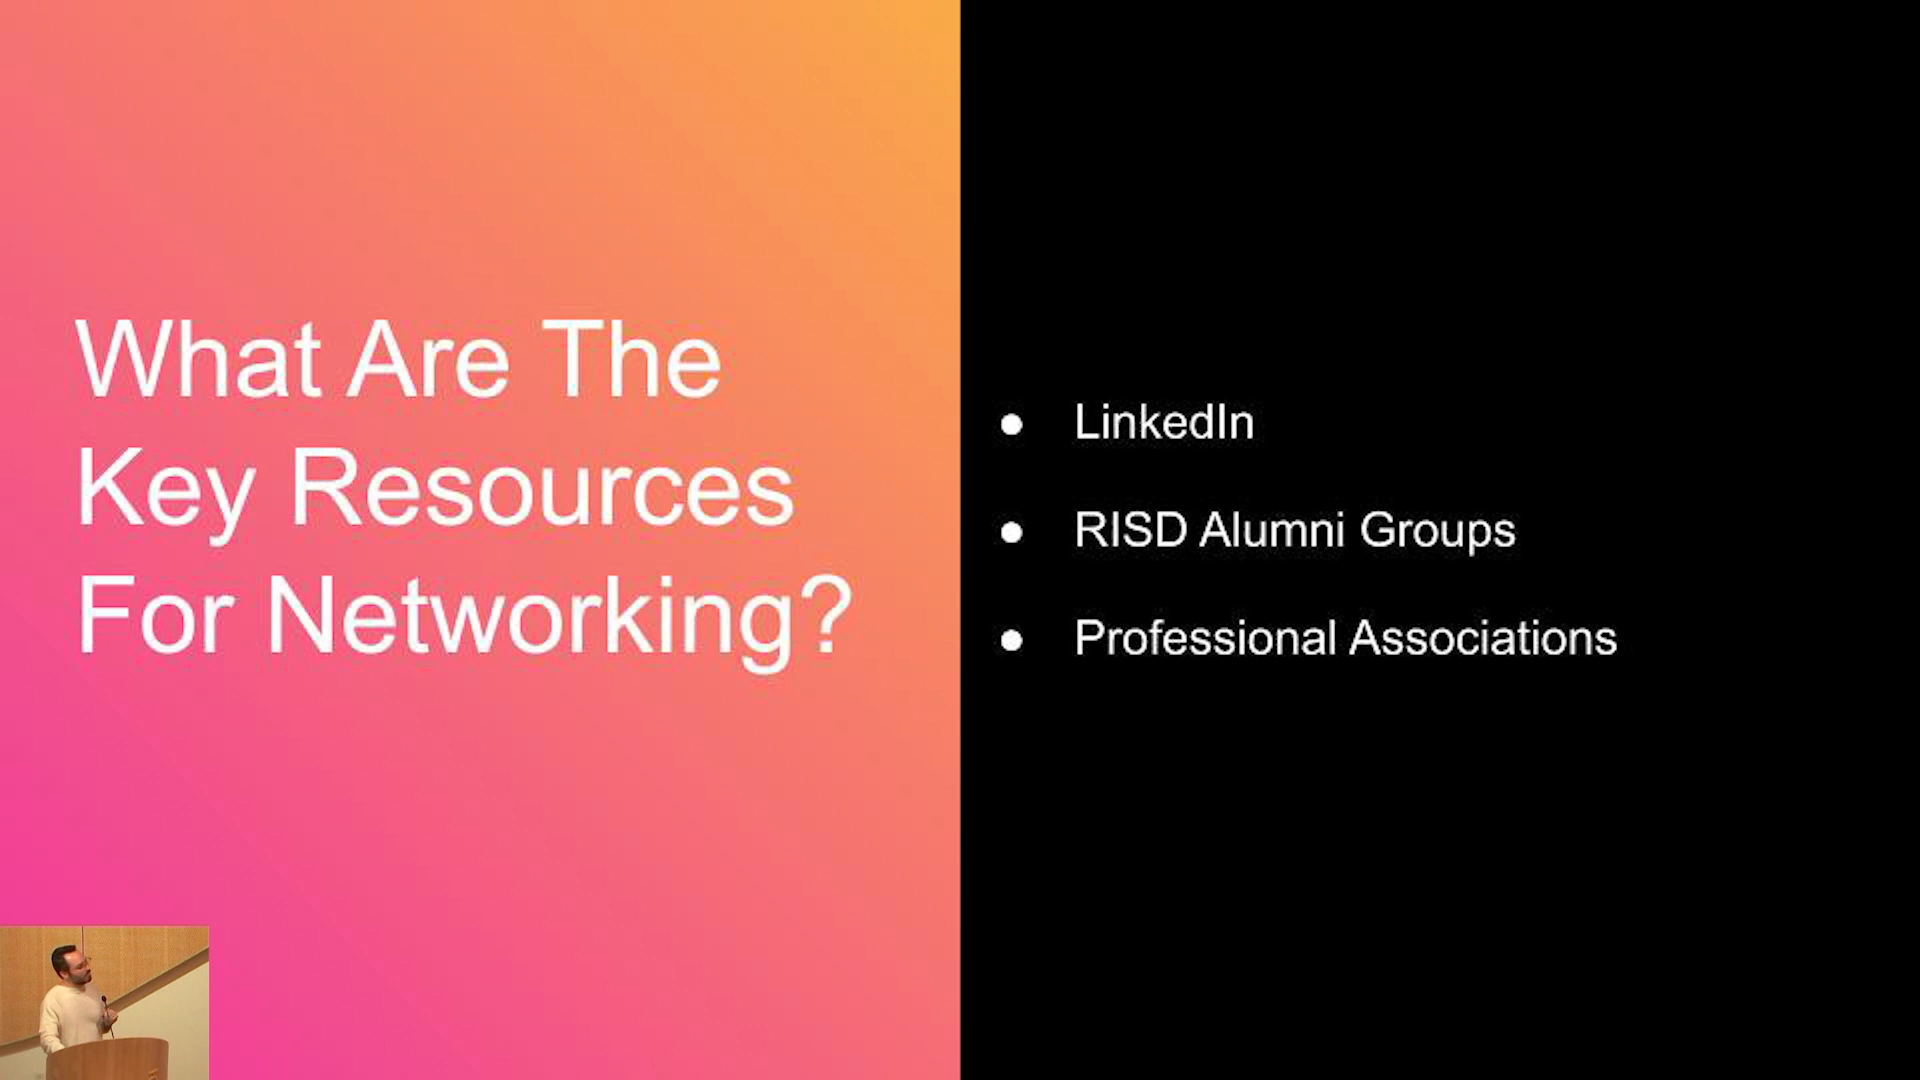 What Are The
Key Resources
For Networking?
● LinkedIn
● RISD Alumni Groups
● Professional Associations